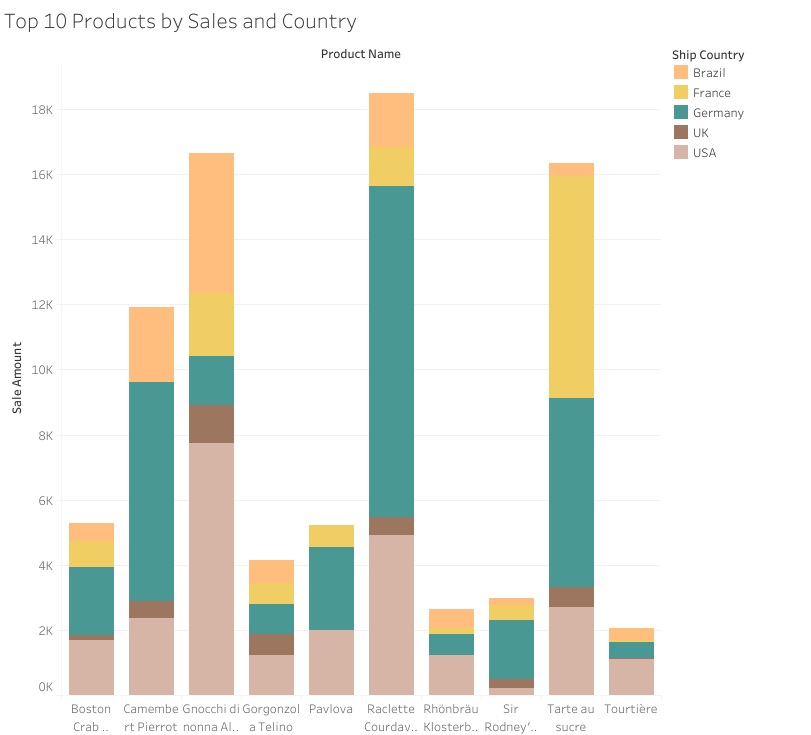 Top 10 Products by Sales and Country
Product Name
Ship Country
Brazil
France
Germany
UK
USA
Sale Amount
18K
16K
14K
12K
10K
8K
6K
4K
2K
0K
Boston
Crab ..
Camembe
rt Pierrot
Gnocchi di
nonna Al..
Gorgonzol
a Telino
Pavlova
Raclette
Courdav..
Rhönbräu
Klosterb..
Sir
Rodney'..
Tarte au
sucre
Tourtière